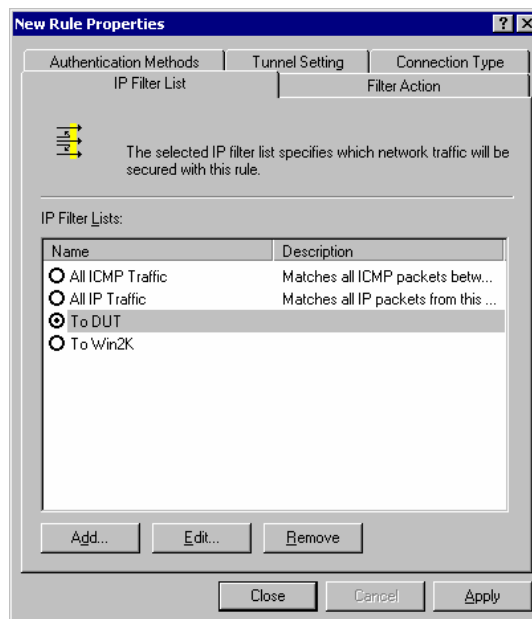 New Rule Properties
Authentication Methods Tunnel Setting Connection Type
IP Filter List Filter Action
The selected IP filter list specifies which network traffic will be
secured with this rule.
IP Filter Lists:
Name Description
All ICMP Traffic Matches all ICMP packets betw...
All IP Traffic Matches all IP packets from this ...
To DUT
To Win2K
Add... Edit... Remove
Close Cancel Apply